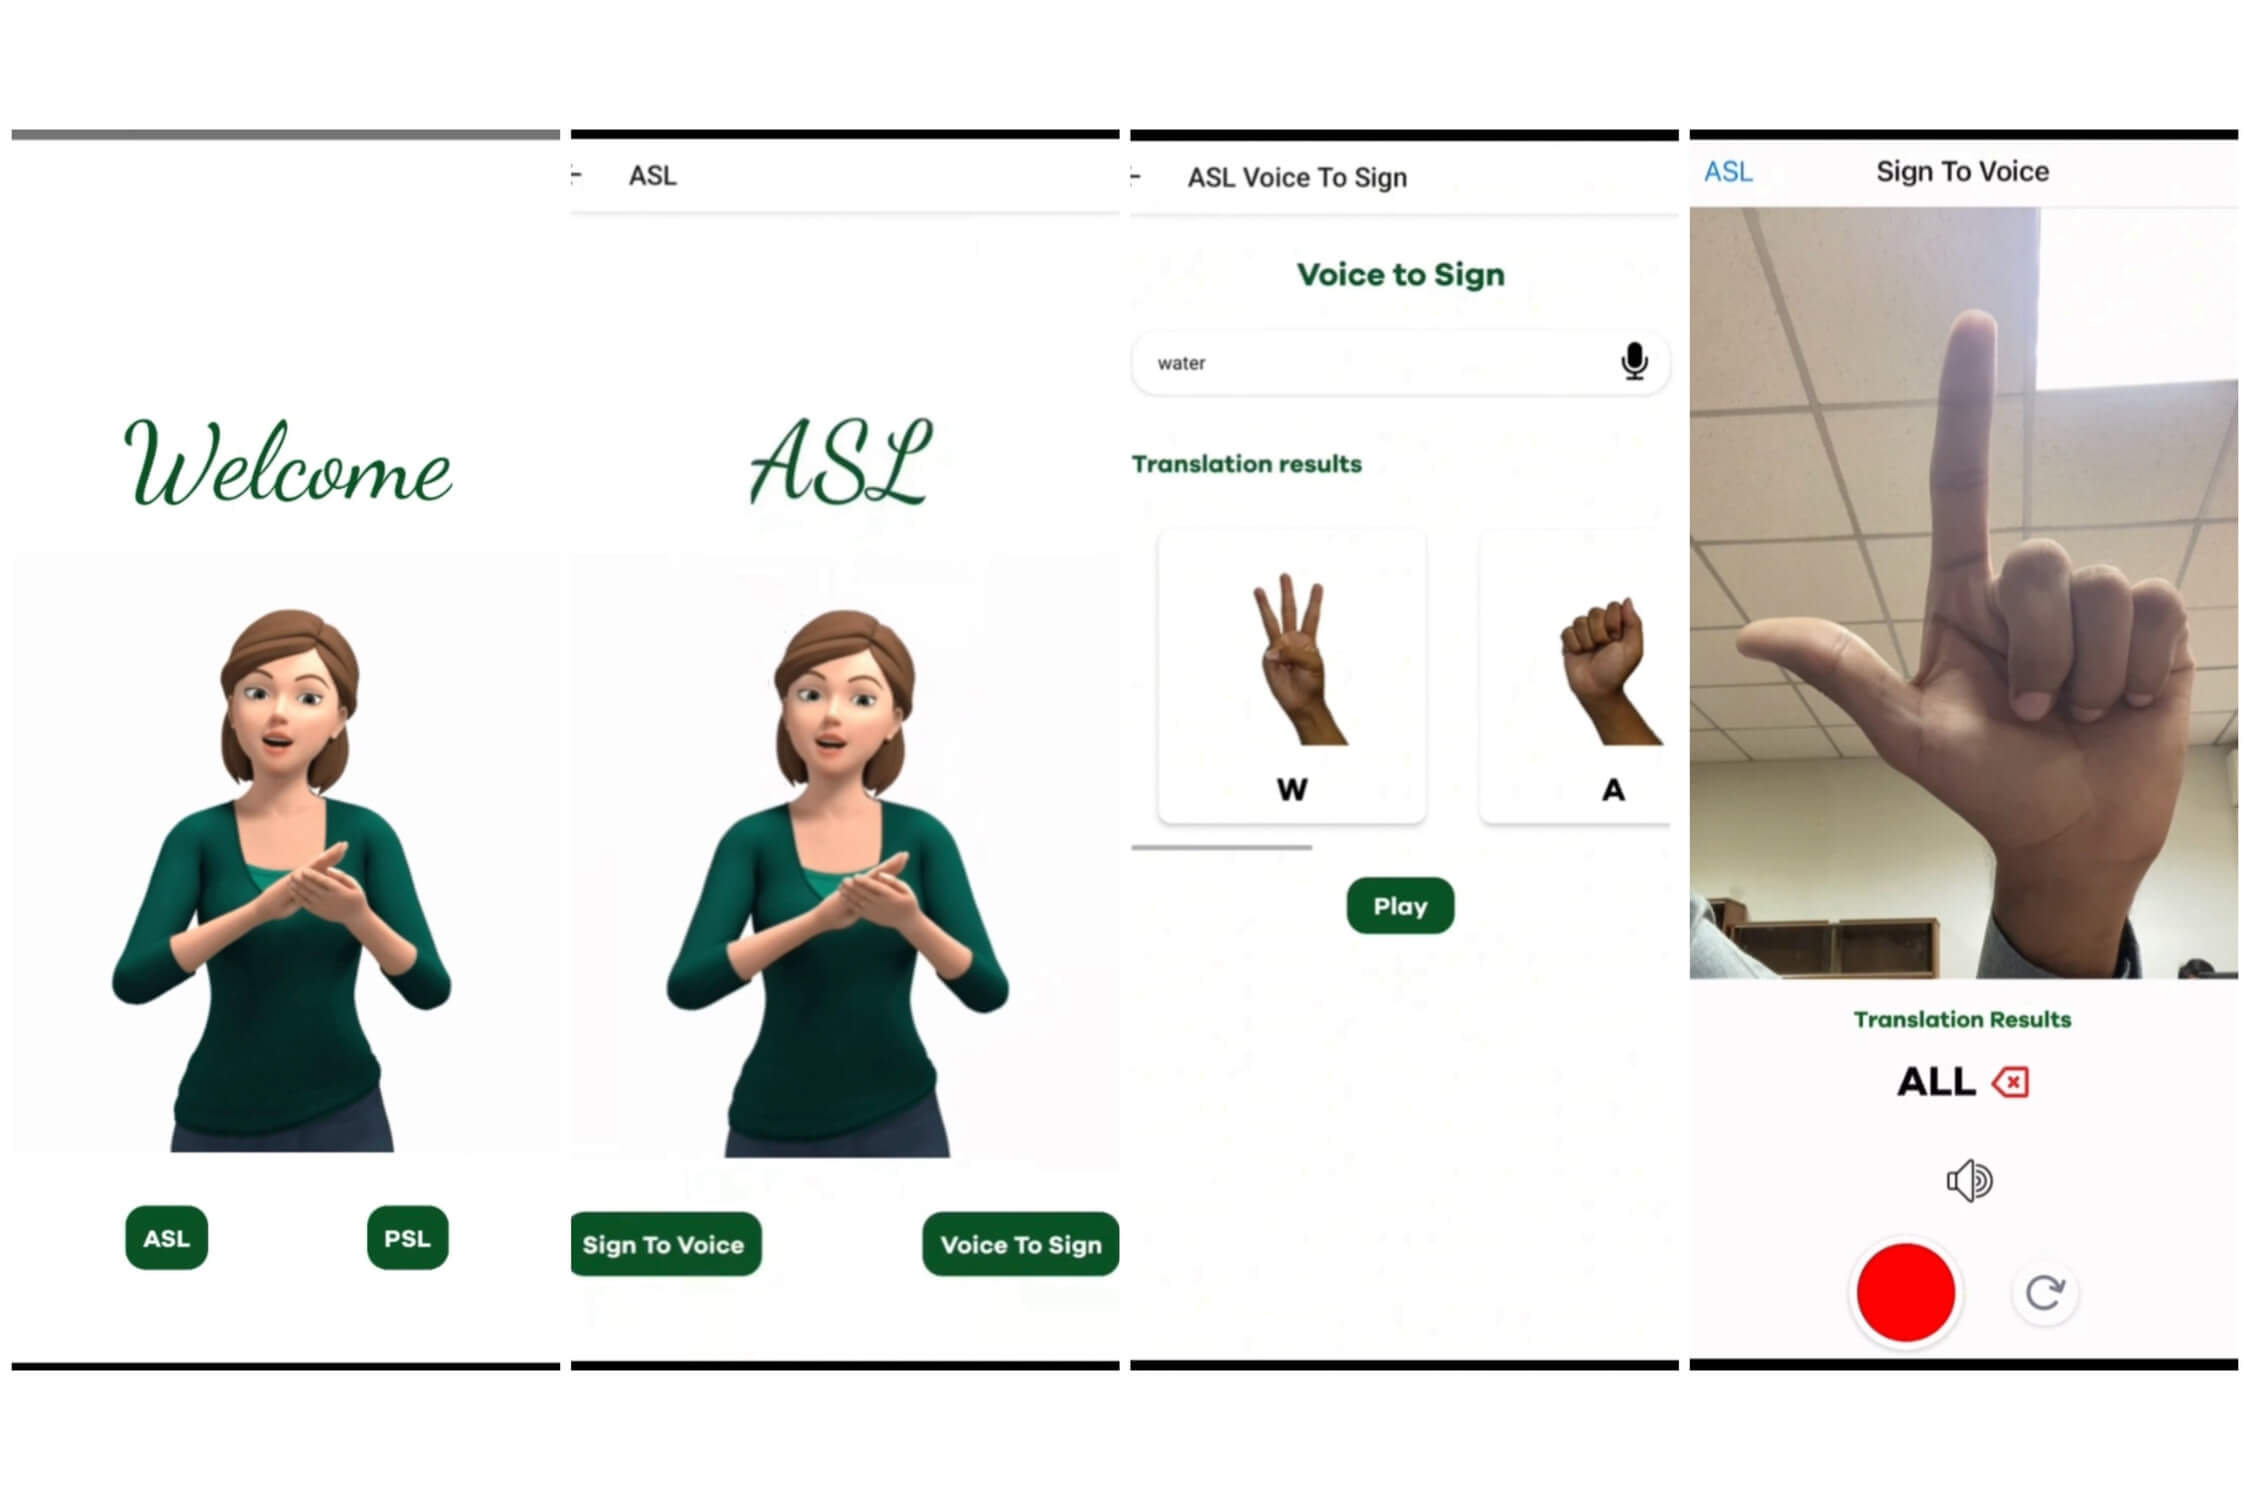 Welcome
ASL
PSL
ASL
ASL
Sign To Voice
Voice To Sign
ASL Voice To Sign
Voice to Sign
water
Translation results
W
A
Play
ASL
Sign To Voice
Translation Results
ALL